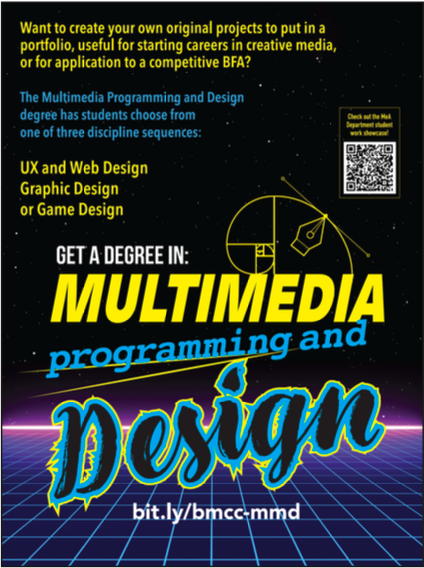 Want to create your own original projects to put in a
portfolio, useful for starting careers in creative media,
or for application to a competitive BFA?
The Multimedia Programming and Design
degree has students choose from
one of three discipline sequences:
Check out the MeA
Department student
work showcase!
UX and Web Design
Graphic Design
or Game Design
GET A DEGREE IN:
MULTIMEDIA
programming and
Design
bit.ly/bmcc-mmd